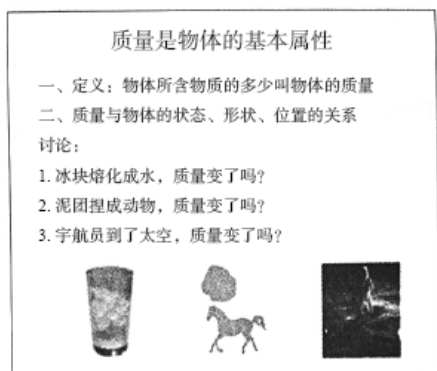 质量是物体的基本属性
一、定义：物体所含物质的多少叫物体的质量
二、质量与物体的状态、形状、位置的关系
讨论：
1. 冰块熔化成水，质量变了吗？
2. 泥团捏成动物，质量变了吗？
3. 宇航员到了太空，质量变了吗？